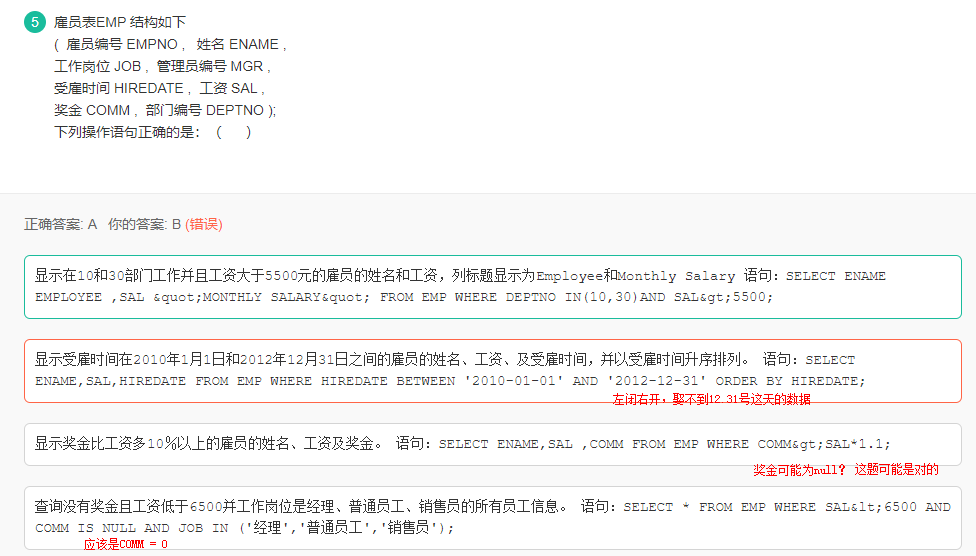 5 雇员表EMP 结构如下
( 雇员编号 EMPNO , 姓名 ENAME ,
工作岗位 JOB , 管理员编号 MGR ,
受雇时间 HIREDATE , 工资 SAL ,
奖金 COMM , 部门编号 DEPTNO );
下列操作语句正确的是: ( )
正确答案: A 你的答案: B (错误)
显示在10和30部门工作并且工资大于5500元的雇员的姓名和工资，列标题显示为Employee和Monthly Salary 语句：SELECT ENAME
EMPLOYEE ,SAL &quot;MONTHLY SALARY&quot; FROM EMP WHERE DEPTNO IN(10,30)AND SAL&gt;5500;
显示受雇时间在2010年1月1日和2012年12月31日之间的雇员的姓名、工资、及受雇时间，并以受雇时间升序排列。 语句：SELECT
ENAME,SAL,HIREDATE FROM EMP WHERE HIREDATE BETWEEN '2010-01-01' AND '2012-12-31' ORDER BY HIREDATE;
左闭右开，娶不到12.31号这天的数据
显示奖金比工资多10％以上的雇员的姓名、工资及奖金。 语句：SELECT ENAME,SAL ,COMM FROM EMP WHERE COMM&gt;SAL*1.1;
奖金可能为null？ 这题可能是对的
查询没有奖金且工资低于6500并工作岗位是经理、普通员工、销售员的所有员工信息。 语句：SELECT * FROM EMP WHERE SAL&lt;6500 AND
COMM IS NULL AND JOB IN ('经理','普通员工','销售员');
应该是COMM = 0